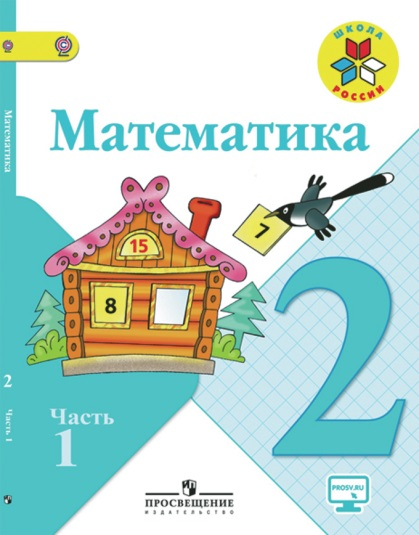 Математика
2
Часть 1
ШКОЛА
РОССИИ
Математика
15
7
8
2
Часть
1
PROSV.RU
ПРОСВЕЩЕНИЕ
ИЗДАТЕЛЬСТВО